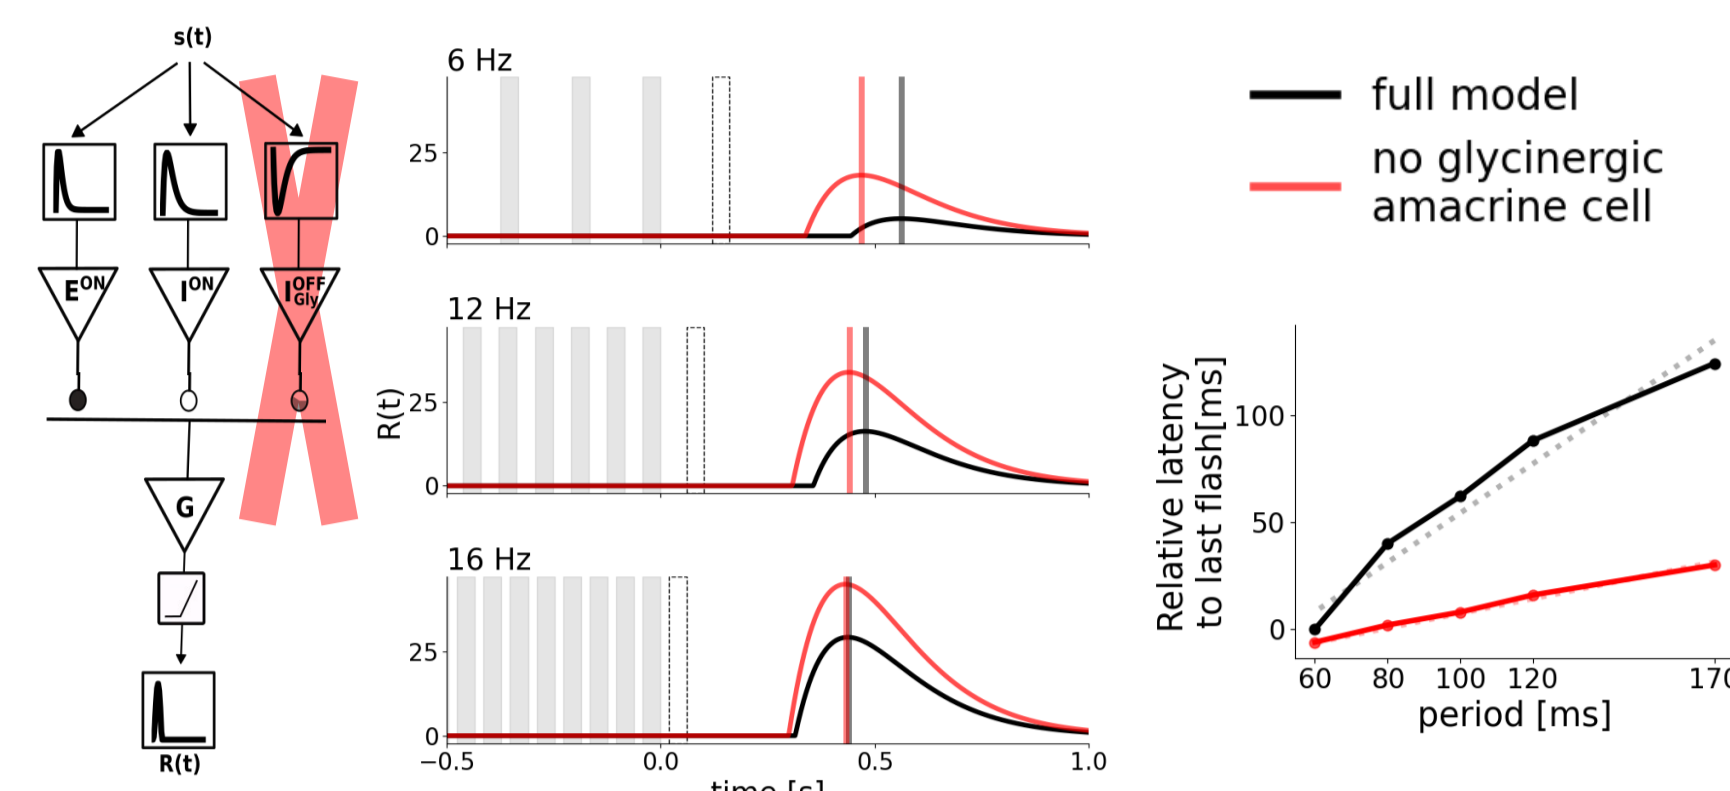 s(t)
E^ON
I^ON
I^OFF_Gly
G
R(t)
6 Hz
25
0
12 Hz
R(t)
25
0
16 Hz
25
0
−0.5
0.0
0.5
1.0
time [s]
full model
no glycinergic
amacrine cell
Relative latency
to last flash[ms]
100
50
0
60
80
100
120
170
period [ms]